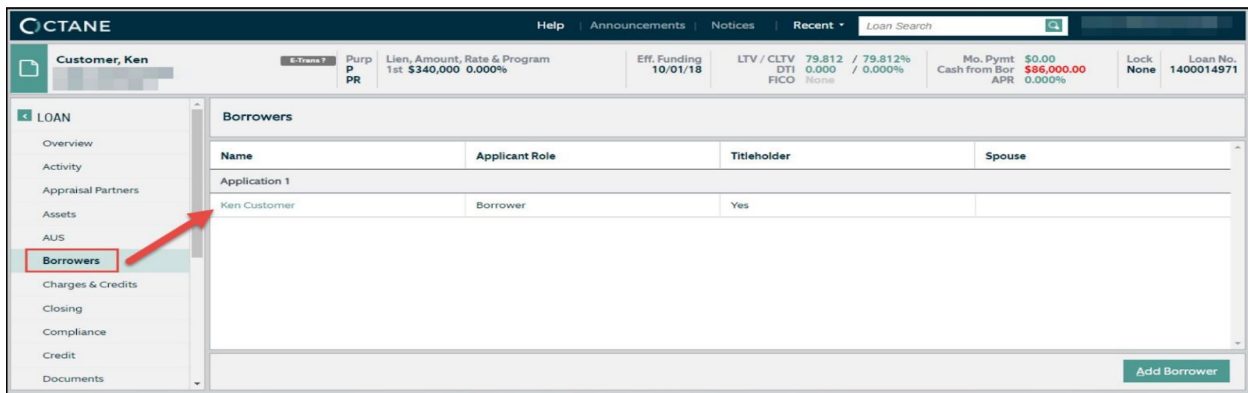 OCTANE
Help | Announcements | Notices | Recent Loan Search
Customer, Ken
E-Trans ?
Purp
P
PR
Lien, Amount, Rate & Program
1st $340,000 0.000%
Eff. Funding
10/01/18
LTV / CLTV 79.812 / 79.812%
DTI 0.000 / 0.000%
FICO None
Mo. Pymt $0.00
Cash from Bor $86,000.00
APR 0.000%
Lock
None
Loan No.
1400014971
LOAN
Overview
Activity
Appraisal Partners
Assets
AUS
Borrowers
Charges & Credits
Closing
Compliance
Credit
Documents
Borrowers
Name Applicant Role Titleholder Spouse
Application 1
Ken Customer Borrower Yes
Add Borrower